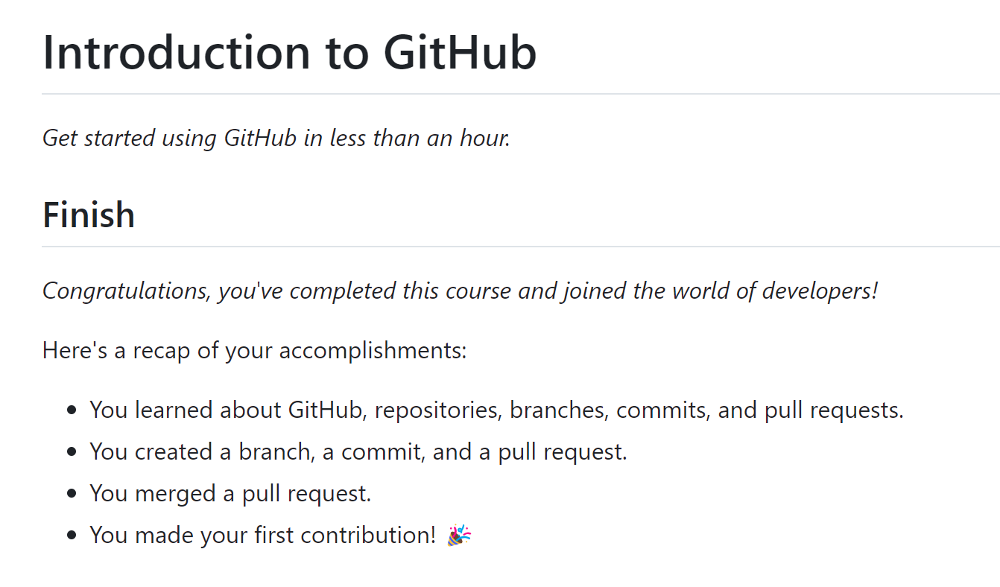 Introduction to GitHub
Get started using GitHub in less than an hour.
Finish
Congratulations, you've completed this course and joined the world of developers!
Here's a recap of your accomplishments:
• You learned about GitHub, repositories, branches, commits, and pull requests.
• You created a branch, a commit, and a pull request.
• You merged a pull request.
• You made your first contribution! 🎉